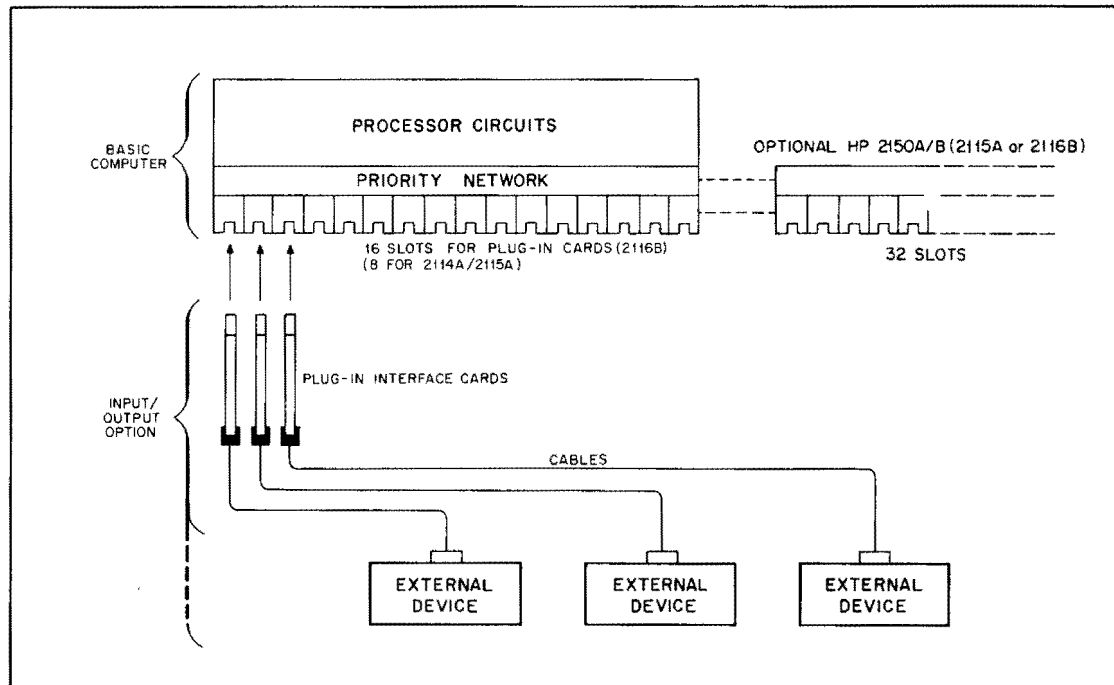 BASIC
COMPUTER
PROCESSOR CIRCUITS
PRIORITY NETWORK
OPTIONAL HP 2150A/B (2115A or 2116B)
16 SLOTS FOR PLUG-IN CARDS (2116B)
(8 FOR 2114A/2115A)
32 SLOTS
INPUT/
OUTPUT
OPTION
PLUG-IN INTERFACE CARDS
CABLES
EXTERNAL
DEVICE
EXTERNAL
DEVICE
EXTERNAL
DEVICE